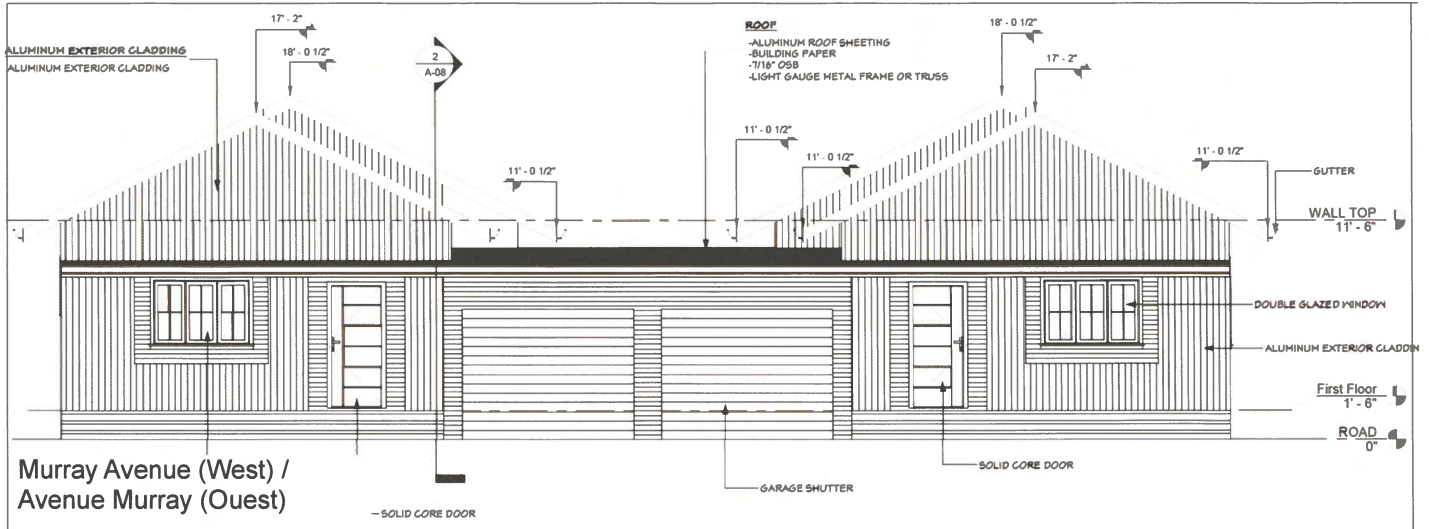 17' - 2"
18' - 0 1/2"
ALUMINUM EXTERIOR CLADDING
ALUMINUM EXTERIOR CLADDING
2
A-08
ROOF
-ALUMINUM ROOF SHEETING
-BUILDING PAPER
-7/16" OSB
-LIGHT GAUGE METAL FRAME OR TRUSS
18' - 0 1/2"
17' - 2"
11' - 0 1/2"
11' - 0 1/2"
11' - 0 1/2"
11' - 0 1/2"
GUTTER
WALL TOP
11' - 6"
DOUBLE GLAZED WINDOW
ALUMINUM EXTERIOR CLADDIN
First Floor
1' - 6"
ROAD
0"
Murray Avenue (West) /
Avenue Murray (Ouest)
SOLID CORE DOOR
GARAGE SHUTTER
SOLID CORE DOOR